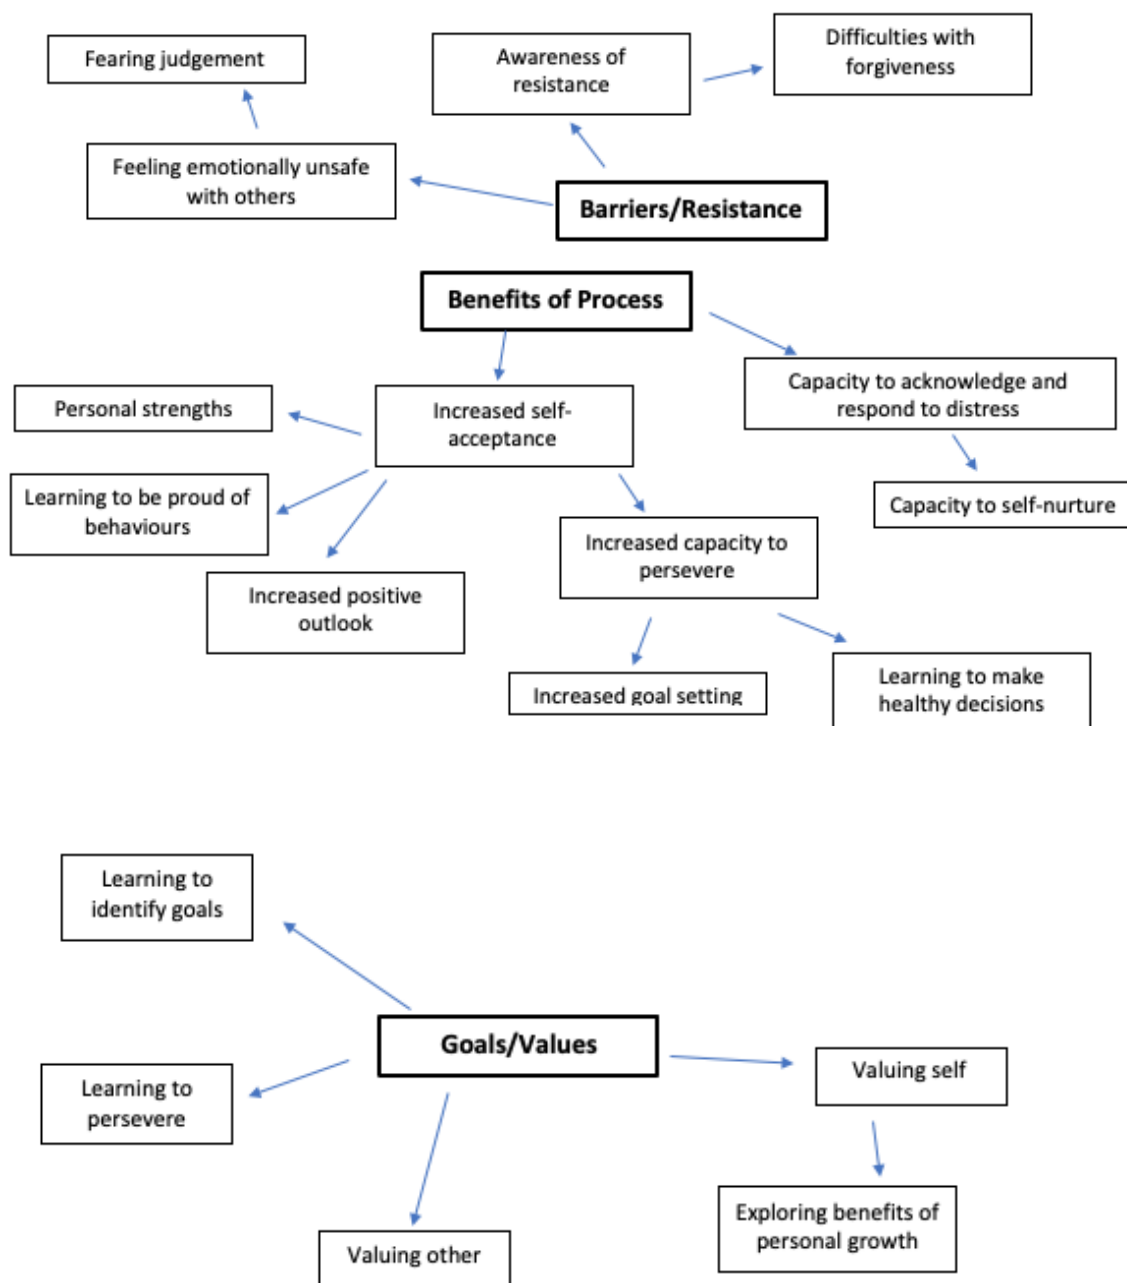 Fearing judgement
Awareness of
resistance
Difficulties with
forgiveness
Feeling emotionally unsafe
with others
Barriers/Resistance
Benefits of Process
Personal strengths
Increased self-
acceptance
Capacity to acknowledge and
respond to distress
Learning to be proud of
behaviours
Capacity to self-nurture
Increased capacity to
persevere
Increased positive
outlook
Increased goal setting
Learning to make
healthy decisions
Learning to
identify goals
Goals/Values
Learning to
persevere
Valuing self
Valuing other
Exploring benefits of
personal growth